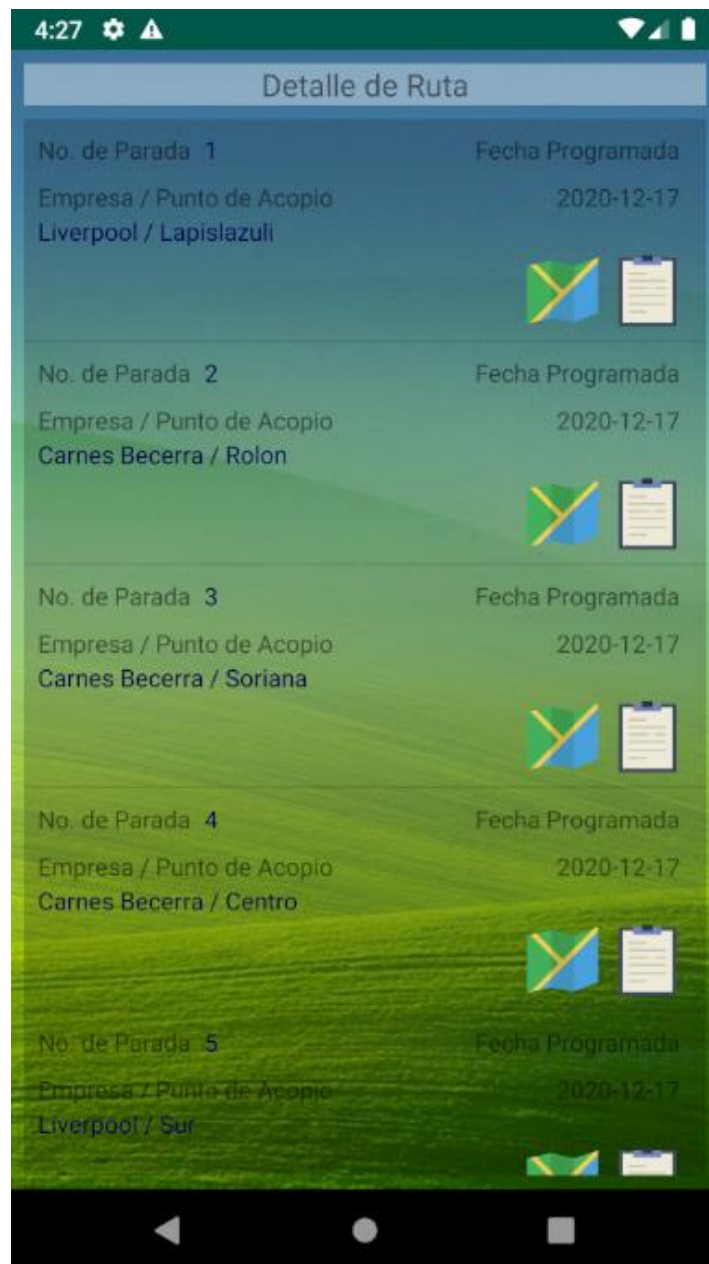 4:27
Detalle de Ruta
No. de Parada 1 Fecha Programada
Empresa / Punto de Acopio 2020-12-17
Liverpool / Lapislazuli
No. de Parada 2 Fecha Programada
Empresa / Punto de Acopio 2020-12-17
Carnes Becerra / Rolon
No. de Parada 3 Fecha Programada
Empresa / Punto de Acopio 2020-12-17
Carnes Becerra / Soriana
No. de Parada 4 Fecha Programada
Empresa / Punto de Acopio 2020-12-17
Carnes Becerra / Centro
No. de Parada 5 Fecha Programada
Empresa / Punto de Acopio 2020-12-17
Liverpool / Sur